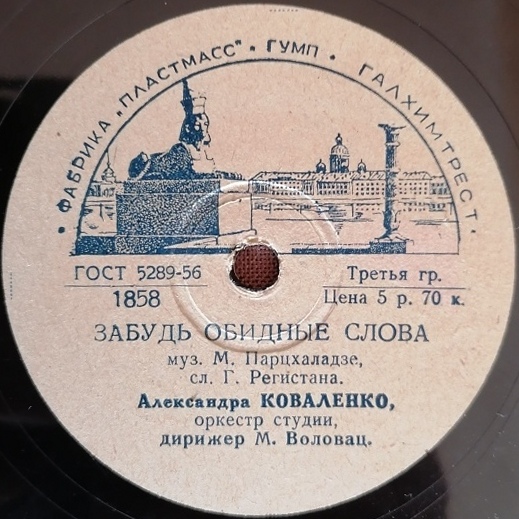 • ФАБРИКА „ПЛАСТМАСС" • ГУМП • ГАЛХИМТРЕСТ •
ГОСТ 5289-56
1858
Третья гр.
Цена 5 р. 70 к.
ЗАБУДЬ ОБИДНЫЕ СЛОВА
муз. М. Парцхаладзе,
сл. Г. Регистана.
Александра КОВАЛЕНКО,
оркестр студии,
дирижер М. Воловац.